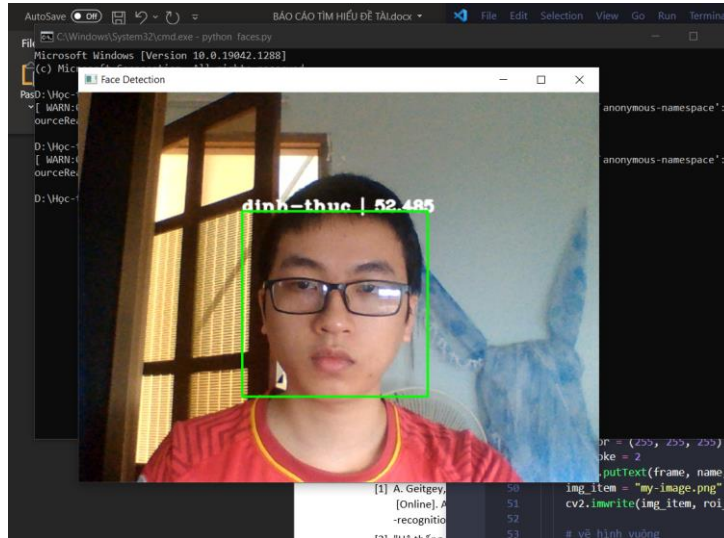 AutoSave Off
BÁO CÁO TÌM HIỂU ĐỀ TÀI.docx
File Edit Selection View Go Run Termina
C:\Windows\System32\cmd.exe - python faces.py
Microsoft Windows [Version 10.0.19042.1288]
(c) Microsoft Corporation. All rights reserved.
Face Detection
D:\Học-t
[ WARN:0
anonymous-namespace':
ourceRea
D:\Học-t
[ WARN:0
anonymous-namespace':
ourceRea
D:\Học-t
dinh-thuc | 52.485
or = (255, 255, 255)
oke = 2
.putText(frame, name
[1] A. Geitgey,
50 img_item = "my-image.png"
[Online]. A
51 cv2.imwrite(img_item, roi_
-recognitio
52
53 # vẽ hình vuông